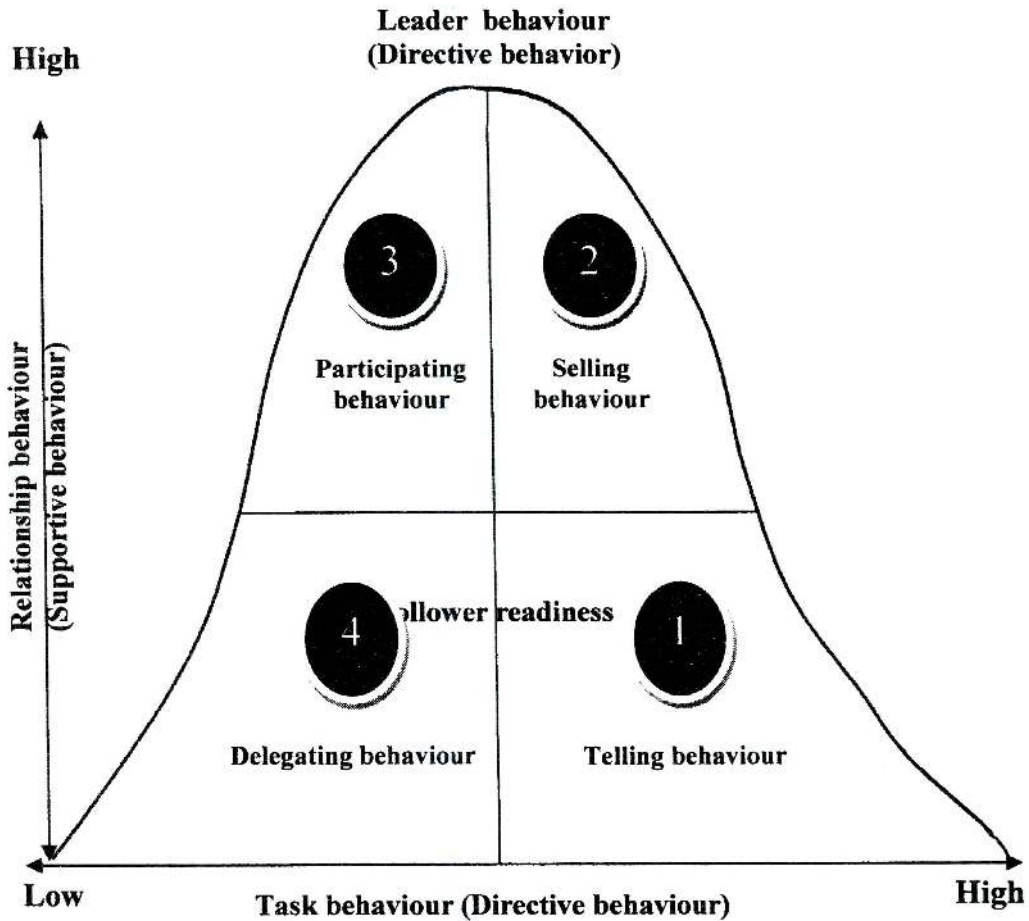 Leader behaviour
(Directive behavior)
High
3
2
Participating
behaviour
Selling
behaviour
Relationship behaviour
(Supportive behaviour)
4
ollower readiness
1
Delegating behaviour
Telling behaviour
Low
Task behaviour (Directive behaviour)
High